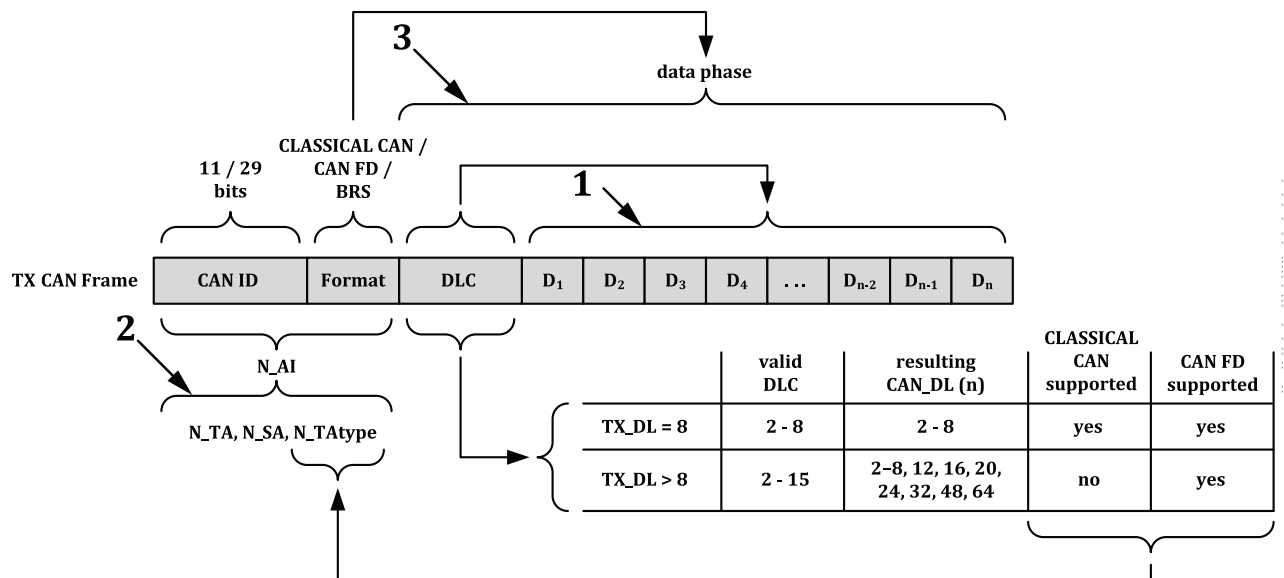 3
data phase
CLASSICAL CAN /
CAN FD /
BRS
11 / 29
bits
1
TX CAN Frame CAN ID Format DLC D1 D2 D3 D4 ... Dn-2 Dn-1 Dn
2
N_AI
N_TA, N_SA, N_TAtype
valid
DLC
resulting
CAN_DL (n)
CLASSICAL
CAN
supported
CAN FD
supported
TX_DL = 8 2 - 8 2 - 8 yes yes
TX_DL > 8 2 - 15 2–8, 12, 16, 20,
24, 32, 48, 64 no yes